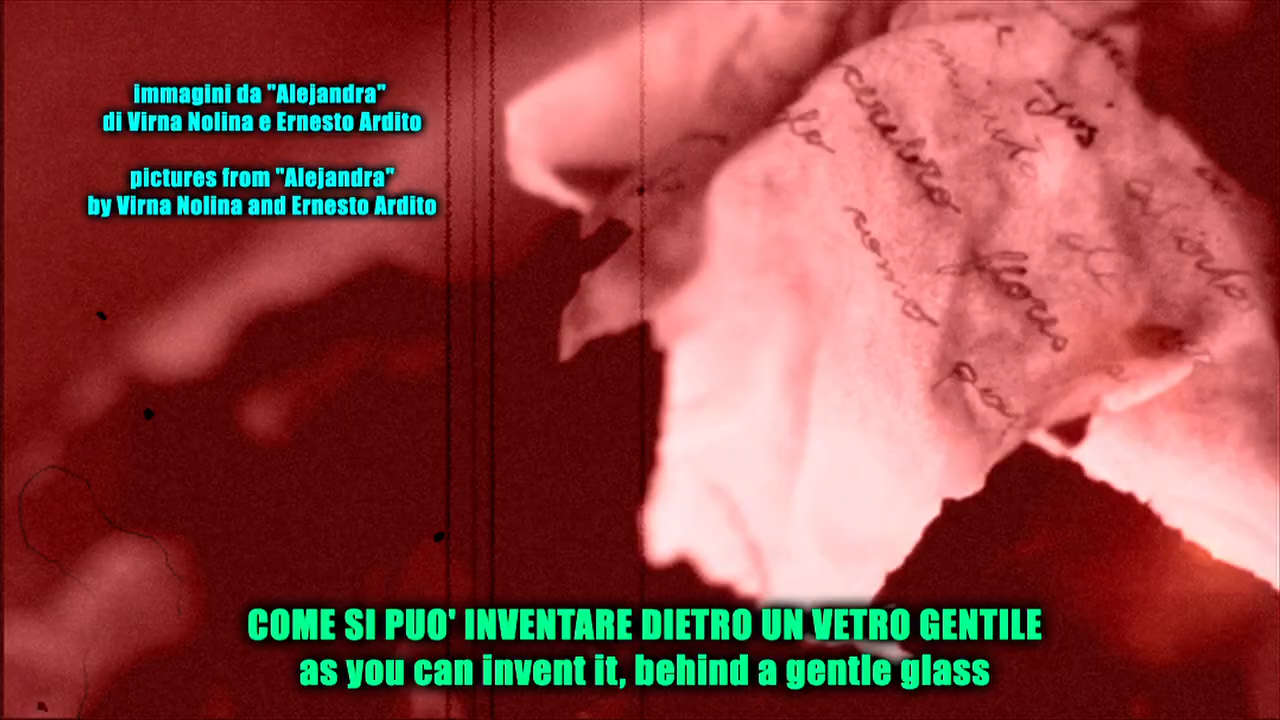 immagini da "Alejandra"
di Virna Nolina e Ernesto Ardito
pictures from "Alejandra"
by Virna Nolina and Ernesto Ardito
COME SI PUO' INVENTARE DIETRO UN VETRO GENTILE
as you can invent it, behind a gentle glass